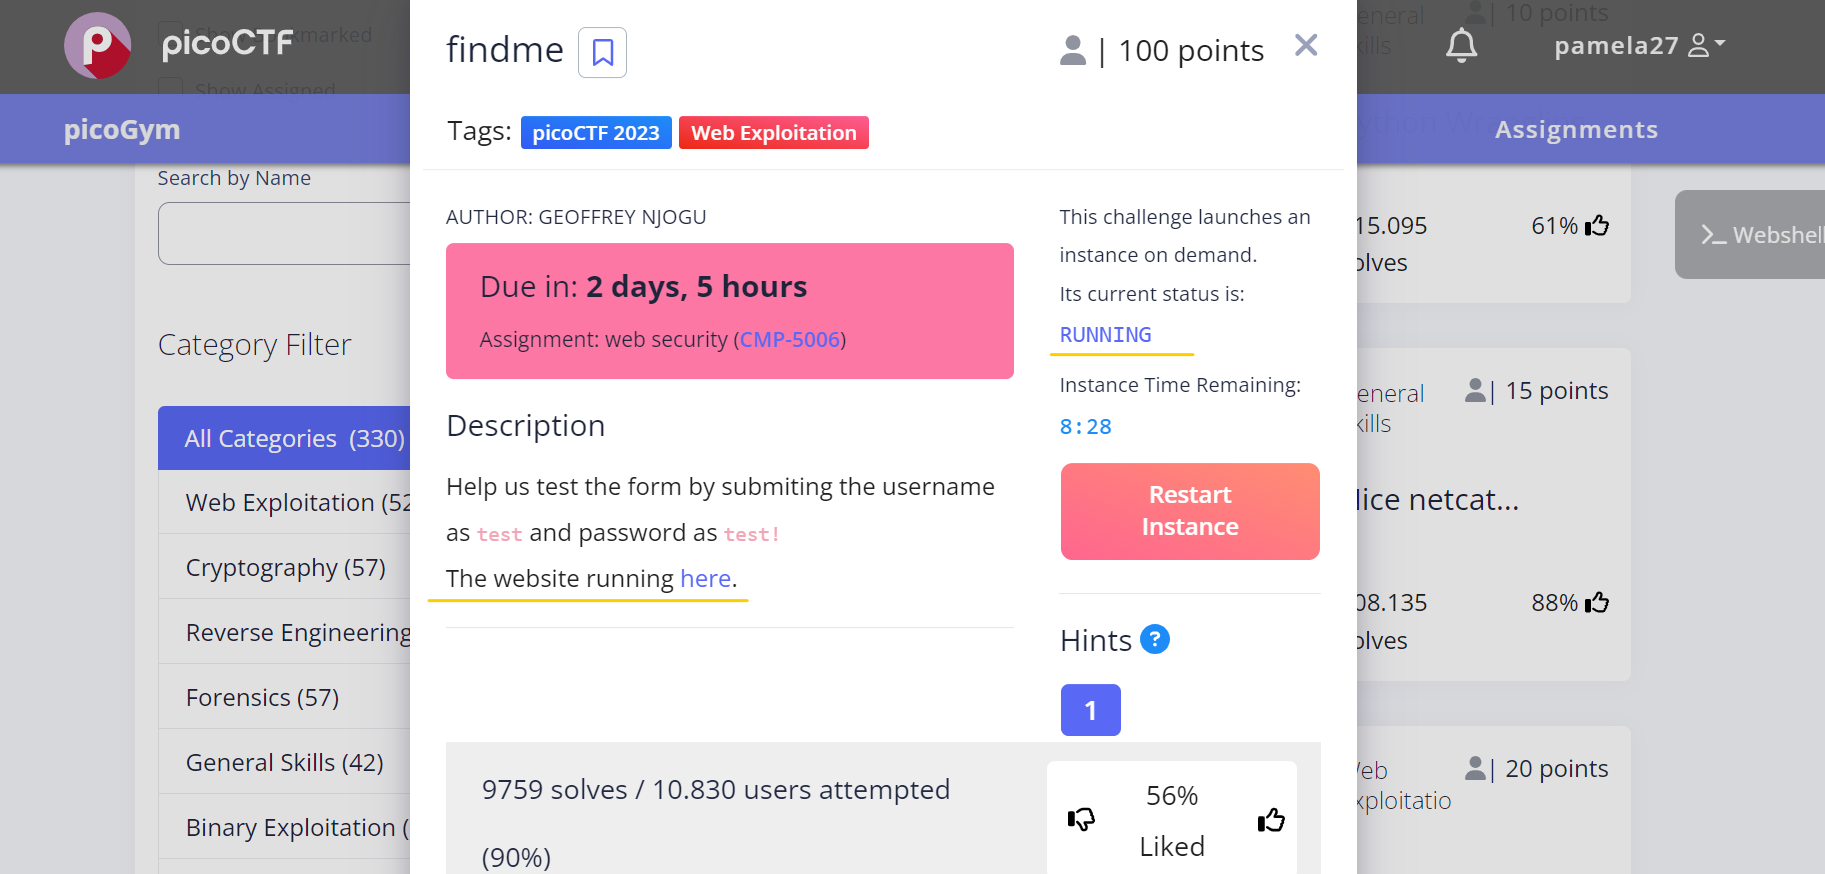 picoCTF
Show Bookmarked
Show Assigned
picoGym
Search by Name
Category Filter
All Categories (330)
Web Exploitation (52
Cryptography (57)
Reverse Engineering
Forensics (57)
General Skills (42)
Binary Exploitation (
findme
| 100 points
Tags: picoCTF 2023 Web Exploitation
AUTHOR: GEOFFREY NJOGU
Due in: 2 days, 5 hours
Assignment: web security (CMP-5006)
Description
Help us test the form by submiting the username
as test and password as test!
The website running here.
This challenge launches an
instance on demand.
Its current status is:
RUNNING
Instance Time Remaining:
8:28
Restart
Instance
Hints ?
1
9759 solves / 10.830 users attempted
(90%)
56%
Liked
eneral
kills
| 10 points
pamela27
Assignments
15.095
olves
61%
Webshell
eneral
kills
| 15 points
lice netcat...
08.135
olves
88%
eb
xploitatio
| 20 points